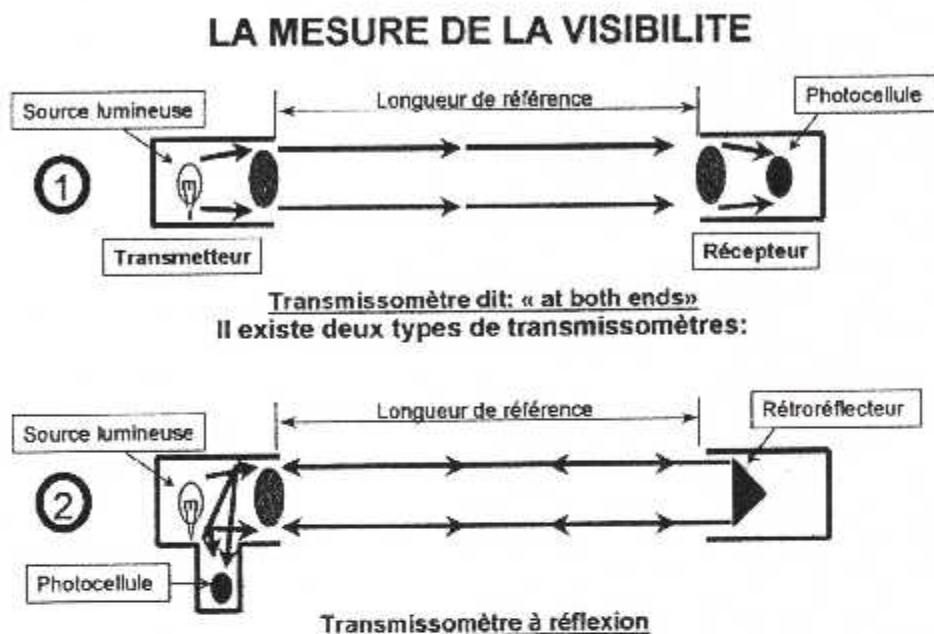 LA MESURE DE LA VISIBILITE
Longueur de référence
Source lumineuse
Photocellule
1
Transmetteur
Récepteur
Transmissomètre dit: « at both ends»
Il existe deux types de transmissomètres:
Longueur de référence
Source lumineuse
Rétroréflecteur
2
Photocellule
Transmissomètre à réflexion